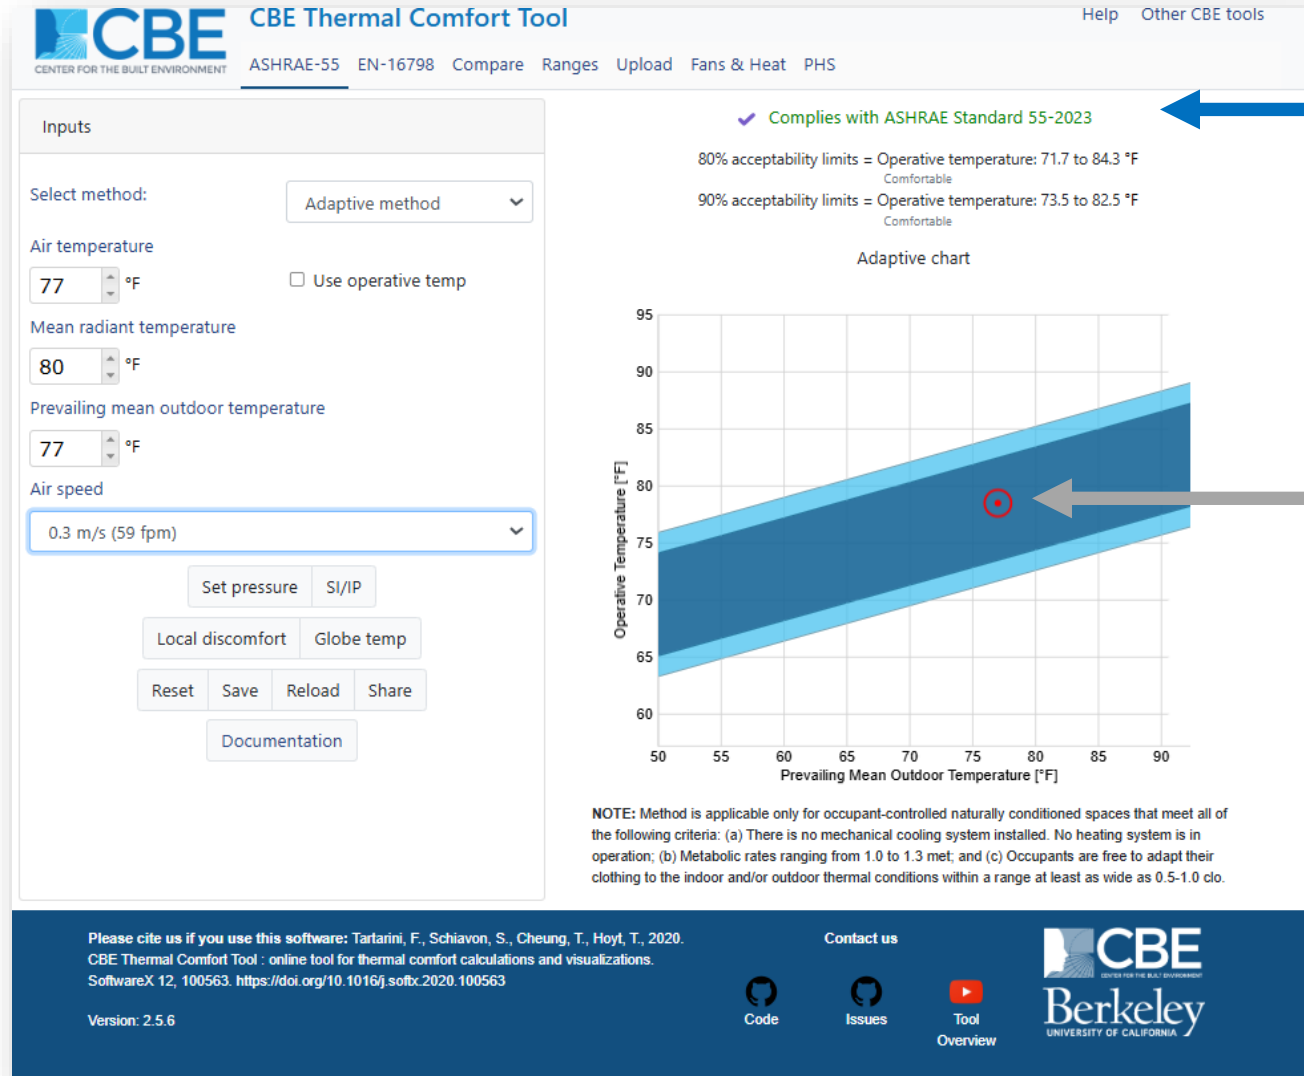 CBE
CENTER FOR THE BUILT ENVIRONMENT
CBE Thermal Comfort Tool
Help Other CBE tools
ASHRAE-55 EN-16798 Compare Ranges Upload Fans & Heat PHS
Inputs
Select method:
Adaptive method
Air temperature
77 °F
Use operative temp
Mean radiant temperature
80 °F
Prevailing mean outdoor temperature
77 °F
Air speed
0.3 m/s (59 fpm)
Set pressure SI/IP
Local discomfort Globe temp
Reset Save Reload Share
Documentation
Complies with ASHRAE Standard 55-2023
80% acceptability limits = Operative temperature: 71.7 to 84.3 °F
Comfortable
90% acceptability limits = Operative temperature: 73.5 to 82.5 °F
Comfortable
Adaptive chart
95
90
85
80
75
70
65
60
Operative Temperature [°F]
50 55 60 65 70 75 80 85 90
Prevailing Mean Outdoor Temperature [°F]
NOTE: Method is applicable only for occupant-controlled naturally conditioned spaces that meet all of
the following criteria: (a) There is no mechanical cooling system installed. No heating system is in
operation; (b) Metabolic rates ranging from 1.0 to 1.3 met; and (c) Occupants are free to adapt their
clothing to the indoor and/or outdoor thermal conditions within a range at least as wide as 0.5-1.0 clo.
Please cite us if you use this software: Tartarini, F., Schiavon, S., Cheung, T., Hoyt, T., 2020.
CBE Thermal Comfort Tool : online tool for thermal comfort calculations and visualizations.
SoftwareX 12, 100563. https://doi.org/10.1016/j.softx.2020.100563
Version: 2.5.6
Contact us
Code
Issues
Tool
Overview
CBE
CENTER FOR THE BUILT ENVIRONMENT
Berkeley
UNIVERSITY OF CALIFORNIA